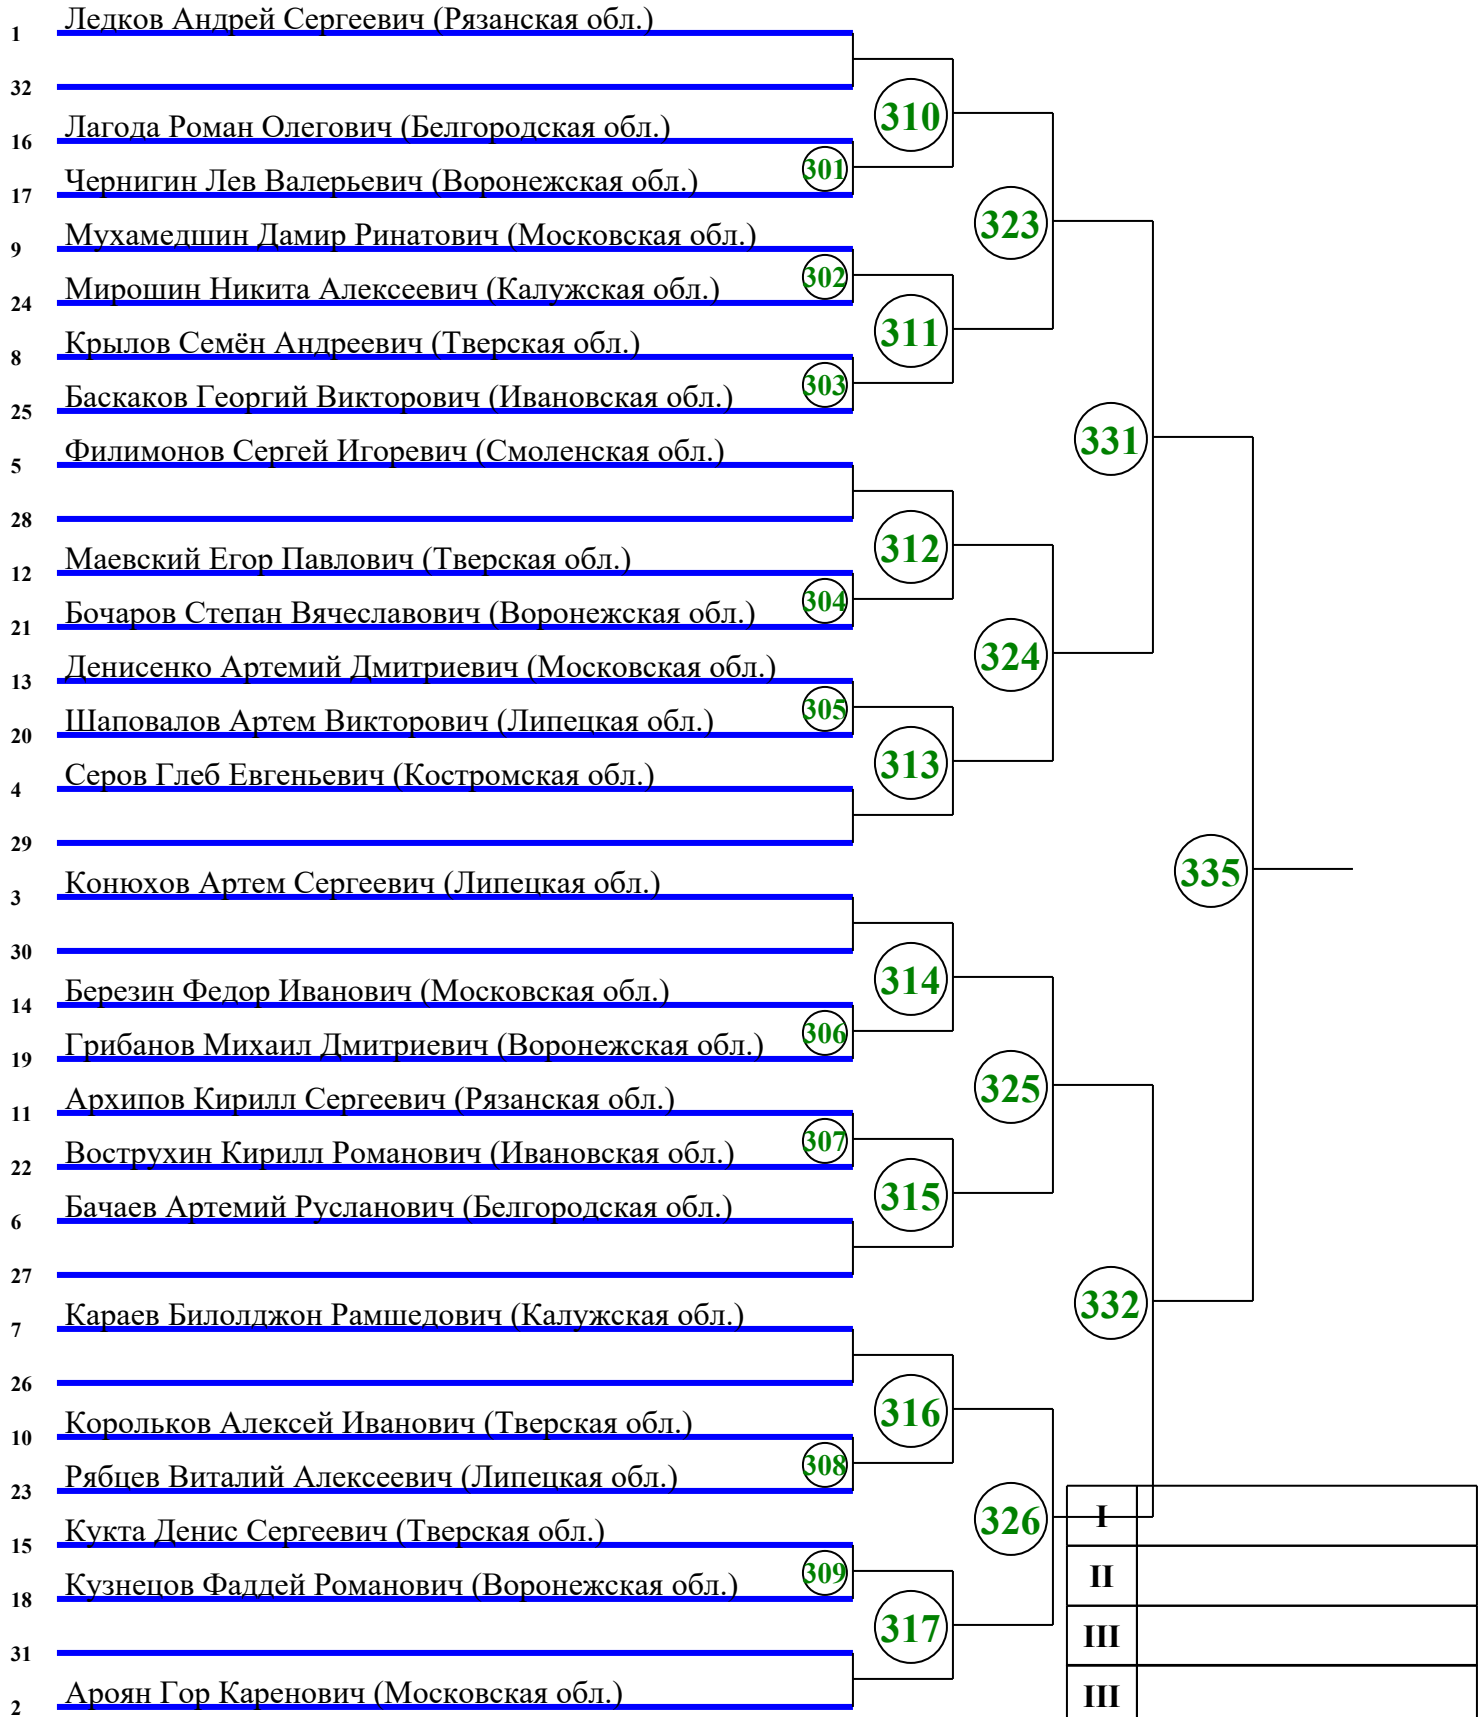 1 Ледков Андрей Сергеевич (Рязанская обл.)
32
310
16 Лагода Роман Олегович (Белгородская обл.)
301
17 Чернигин Лев Валерьевич (Воронежская обл.)
323
9 Мухамедшин Дамир Ринатович (Московская обл.)
302
24 Мирошин Никита Алексеевич (Калужская обл.)
311
8 Крылов Семён Андреевич (Тверская обл.)
303
25 Баскаков Георгий Викторович (Ивановская обл.)
331
5 Филимонов Сергей Игоревич (Смоленская обл.)
28
312
12 Маевский Егор Павлович (Тверская обл.)
304
21 Бочаров Степан Вячеславович (Воронежская обл.)
324
13 Денисенко Артемий Дмитриевич (Московская обл.)
305
20 Шаповалов Артем Викторович (Липецкая обл.)
313
4 Серов Глеб Евгеньевич (Костромская обл.)
29
335
3 Конюхов Артем Сергеевич (Липецкая обл.)
30
314
14 Березин Федор Иванович (Московская обл.)
306
19 Грибанов Михаил Дмитриевич (Воронежская обл.)
325
11 Архипов Кирилл Сергеевич (Рязанская обл.)
307
22 Вострухин Кирилл Романович (Ивановская обл.)
315
6 Бачаев Артемий Русланович (Белгородская обл.)
27
332
7 Караев Билолджон Рамшедович (Калужская обл.)
26
316
10 Корольков Алексей Иванович (Тверская обл.)
308
23 Рябцев Виталий Алексеевич (Липецкая обл.)
326
I
15 Кукта Денис Сергеевич (Тверская обл.)
309
II
18 Кузнецов Фаддей Романович (Воронежская обл.)
317
III
31
2 Ароян Гор Каренович (Московская обл.)
III